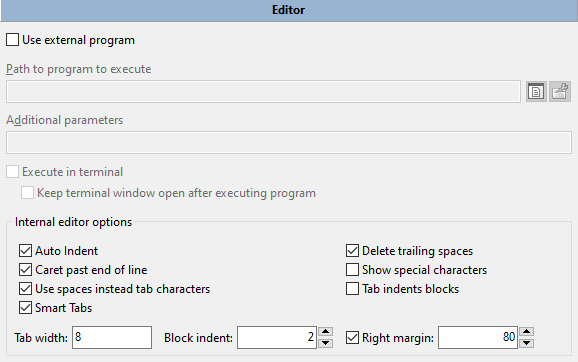 Editor
Use external program
Path to program to execute
Additional parameters
Execute in terminal
Keep terminal window open after executing program
Internal editor options
Auto Indent
Delete trailing spaces
Caret past end of line
Show special characters
Use spaces instead tab characters
Tab indents blocks
Smart Tabs
Tab width: 8 Block indent: 2 Right margin: 80